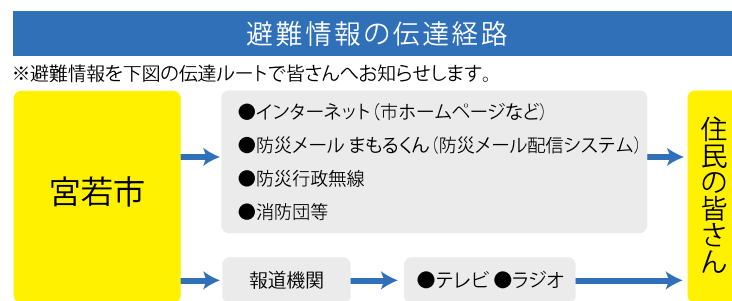 避難情報の伝達経路
※避難情報を下図の伝達ルートで皆さんへお知らせします。
宮若市
●インターネット(市ホームページなど)
●防災メール まもるくん(防災メール配信システム)
●防災行政無線
●消防団等
報道機関
●テレビ ●ラジオ
住民の皆さん